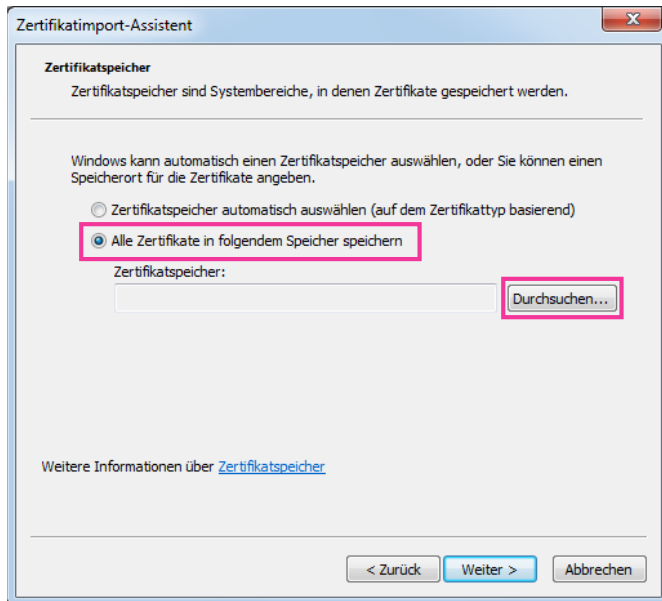 Zertifikatimport-Assistent
Zertifikatspeicher
Zertifikatspeicher sind Systembereiche, in denen Zertifikate gespeichert werden.
Windows kann automatisch einen Zertifikatspeicher auswählen, oder Sie können einen
Speicherort für die Zertifikate angeben.
Zertifikatspeicher automatisch auswählen (auf dem Zertifikattyp basierend)
Alle Zertifikate in folgendem Speicher speichern
Zertifikatspeicher:
Durchsuchen...
Weitere Informationen über Zertifikatspeicher
< Zurück Weiter > Abbrechen